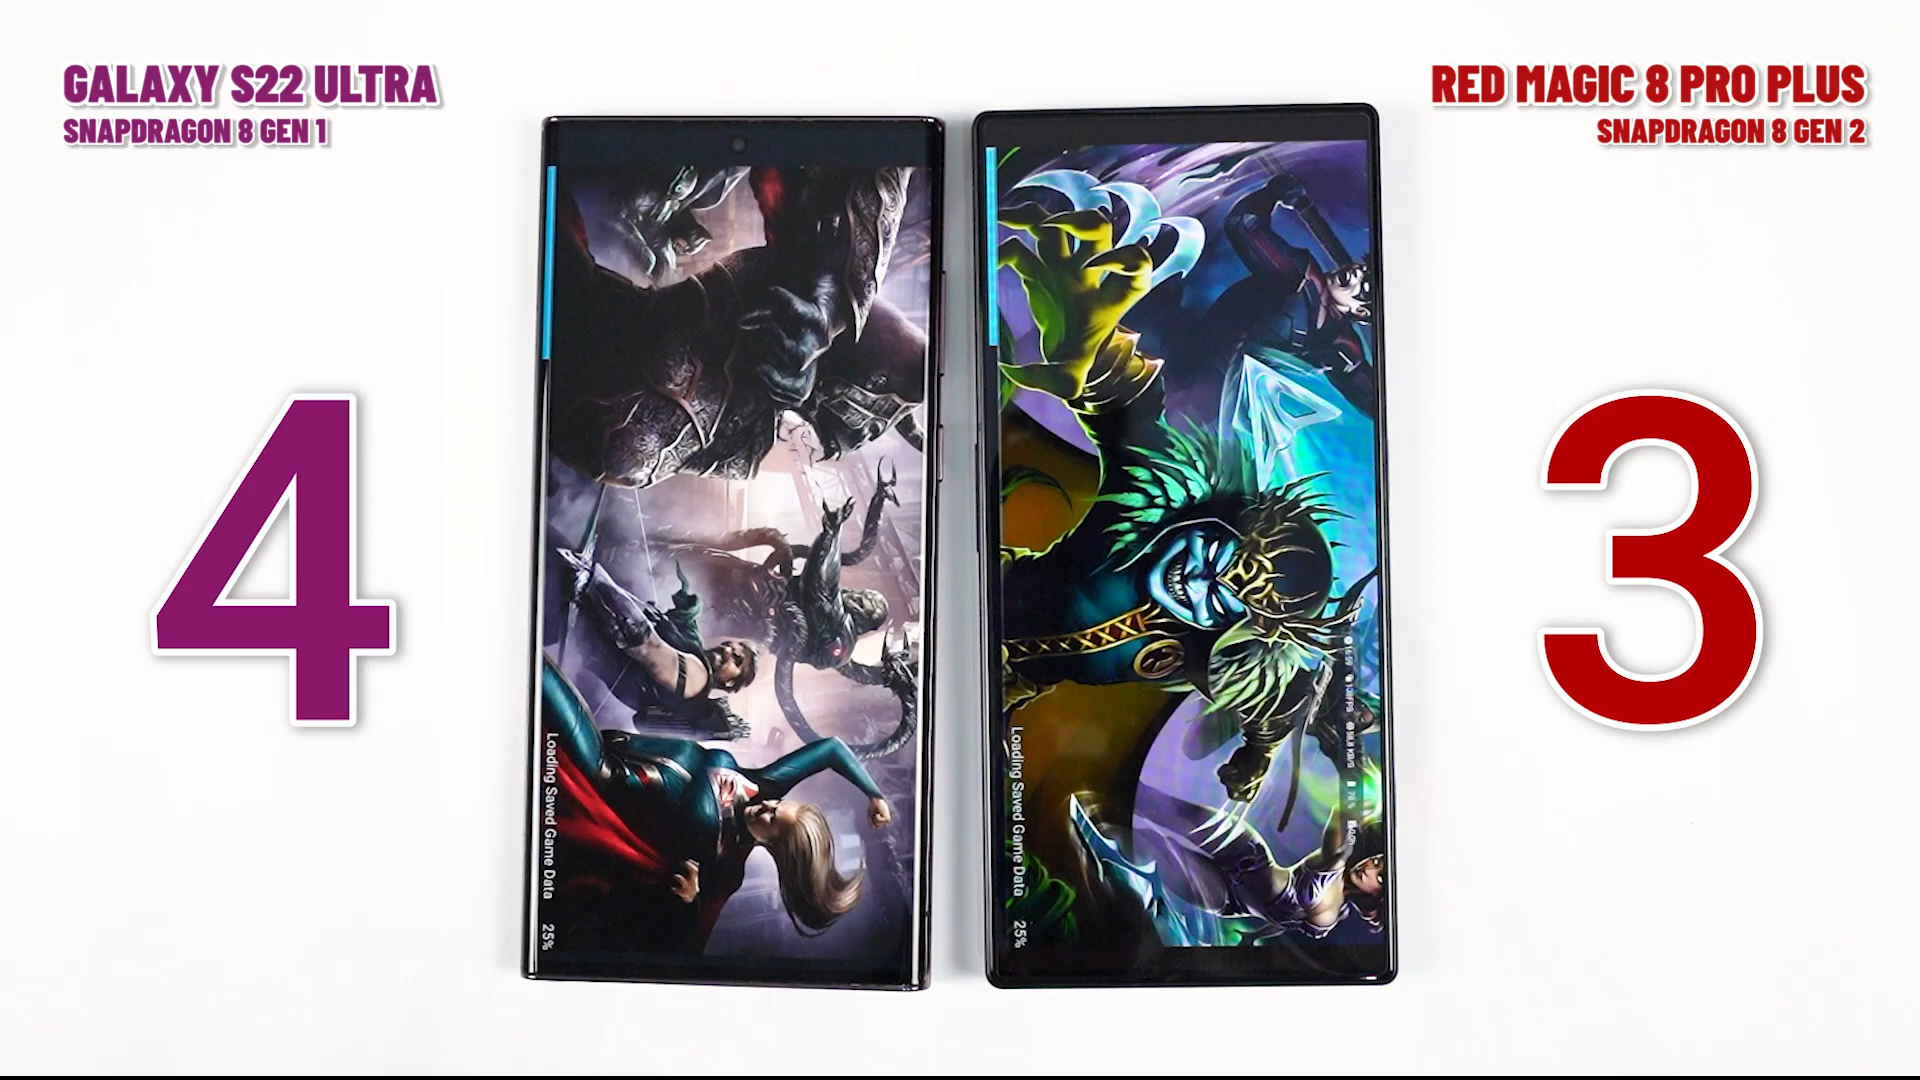 GALAXY S22 ULTRA
SNAPDRAGON 8 GEN 1
RED MAGIC 8 PRO PLUS
SNAPDRAGON 8 GEN 2
4
3
Loading Saved Game Data 25%
Loading Saved Game Data 25%